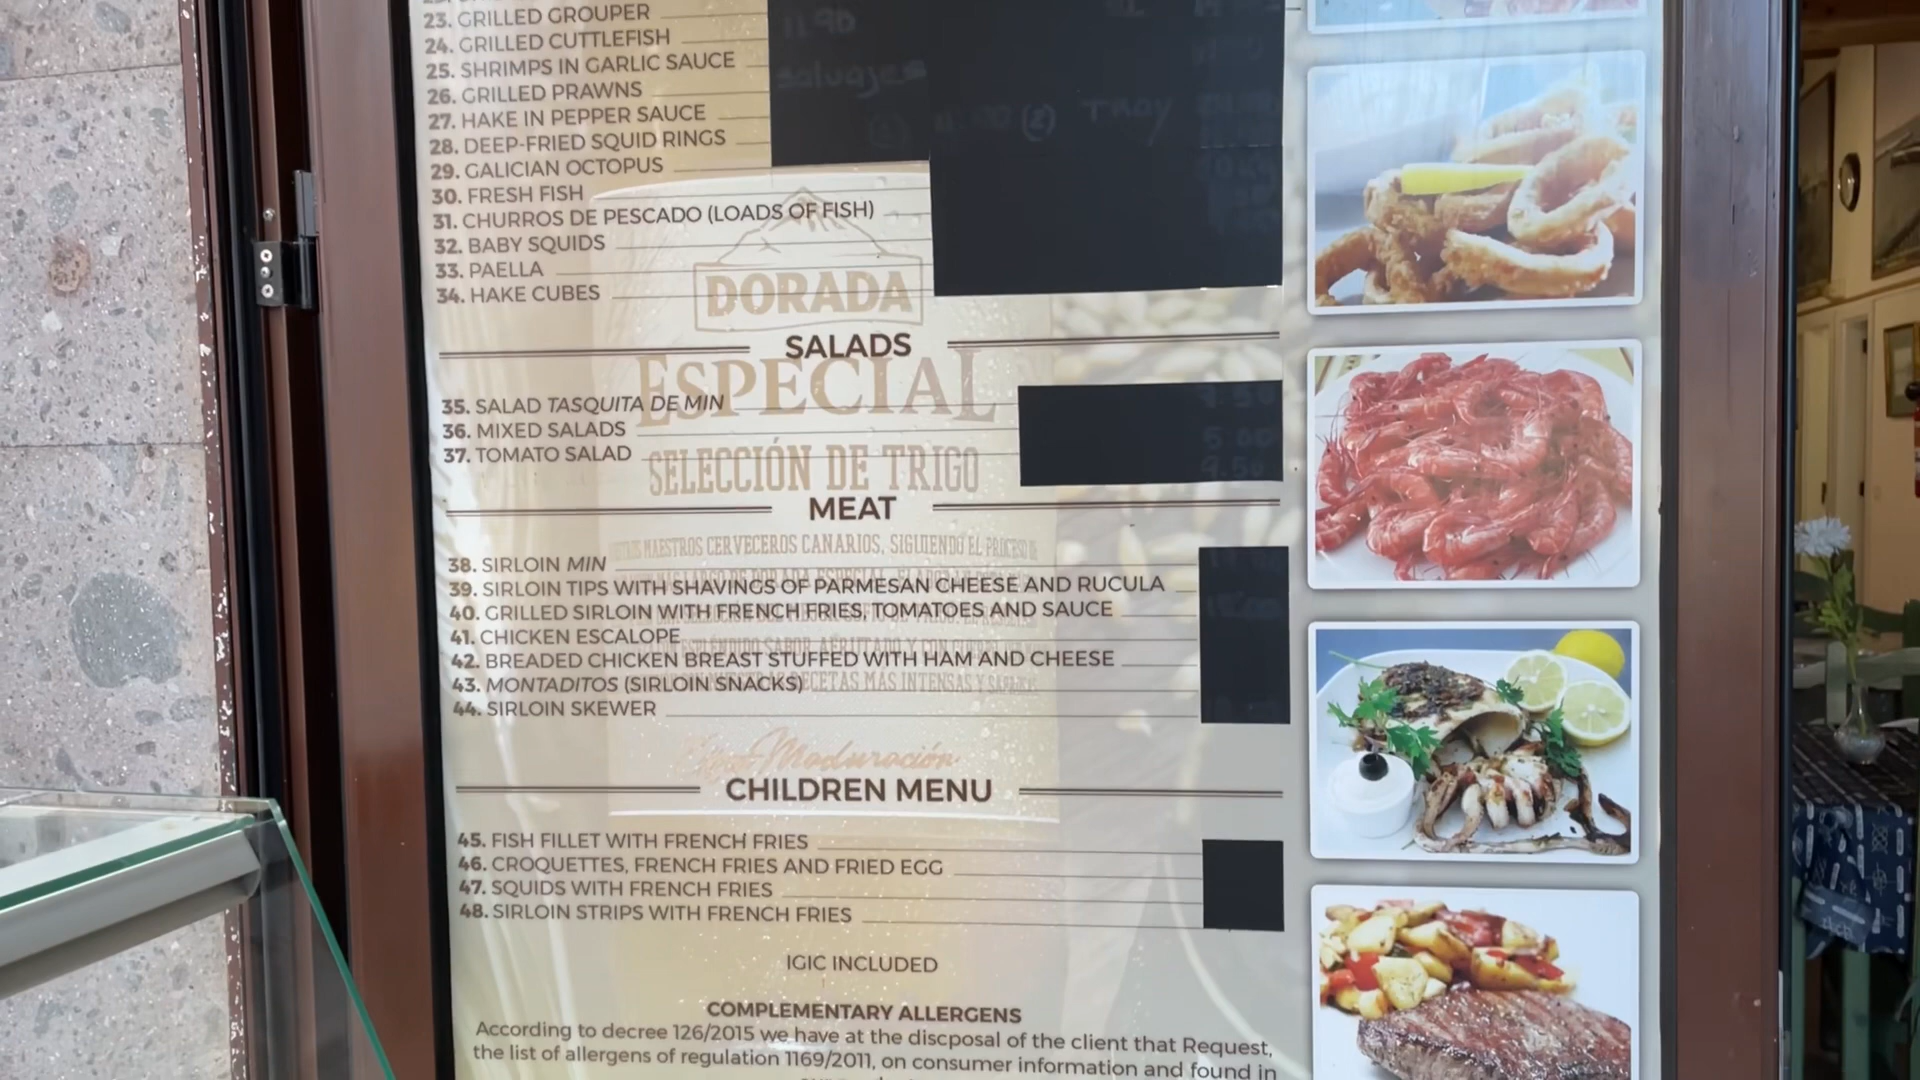 23. GRILLED GROUPER
24. GRILLED CUTTLEFISH
25. SHRIMPS IN GARLIC SAUCE
26. GRILLED PRAWNS
27. HAKE IN PEPPER SAUCE
28. DEEP-FRIED SQUID RINGS
29. GALICIAN OCTOPUS
30. FRESH FISH
31. CHURROS DE PESCADO (LOADS OF FISH)
32. BABY SQUIDS
33. PAELLA
34. HAKE CUBES
DORADA
SALADS
ESPECIAL
35. SALAD TASQUITA DE MIN
36. MIXED SALADS
37. TOMATO SALAD
SELECCIÓN DE TRIGO
MEAT
MAESTROS CERVECEROS CANARIOS, SIGUIENDO EL
38. SIRLOIN MIN
39. SIRLOIN TIPS WITH SHAVINGS OF PARMESAN CHEESE AND RUCULA
40. GRILLED SIRLOIN WITH FRENCH FRIES, TOMATOES AND SAUCE
41. CHICKEN ESCALOPE
42. BREADED CHICKEN BREAST STUFFED WITH HAM AND CHEESE
43. MONTADITOS (SIRLOIN SNACKS)
44. SIRLOIN SKEWER
Maduración
CHILDREN MENU
45. FISH FILLET WITH FRENCH FRIES
46. CROQUETTES, FRENCH FRIES AND FRIED EGG
47. SQUIDS WITH FRENCH FRIES
48. SIRLOIN STRIPS WITH FRENCH FRIES
IGIC INCLUDED
COMPLEMENTARY ALLERGENS
According to decree 126/2015 we have at the discposal of the client that Request,
the list of allergens of regulation 1169/2011, on consumer information and found in